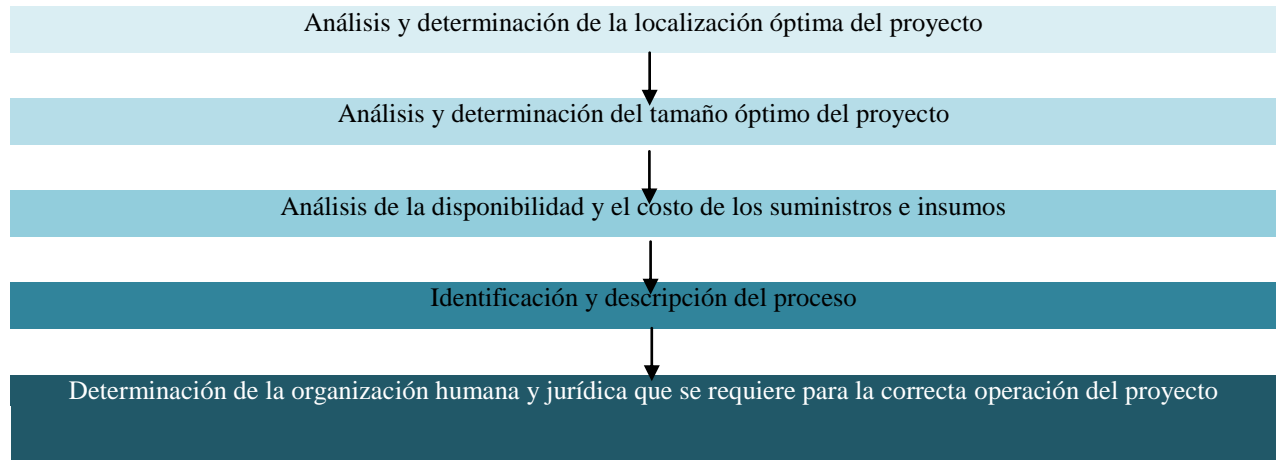 Análisis y determinación de la localización óptima del proyecto
Análisis y determinación del tamaño óptimo del proyecto
Análisis de la disponibilidad y el costo de los suministros e insumos
Identificación y descripción del proceso
Determinación de la organización humana y jurídica que se requiere para la correcta operación del proyecto